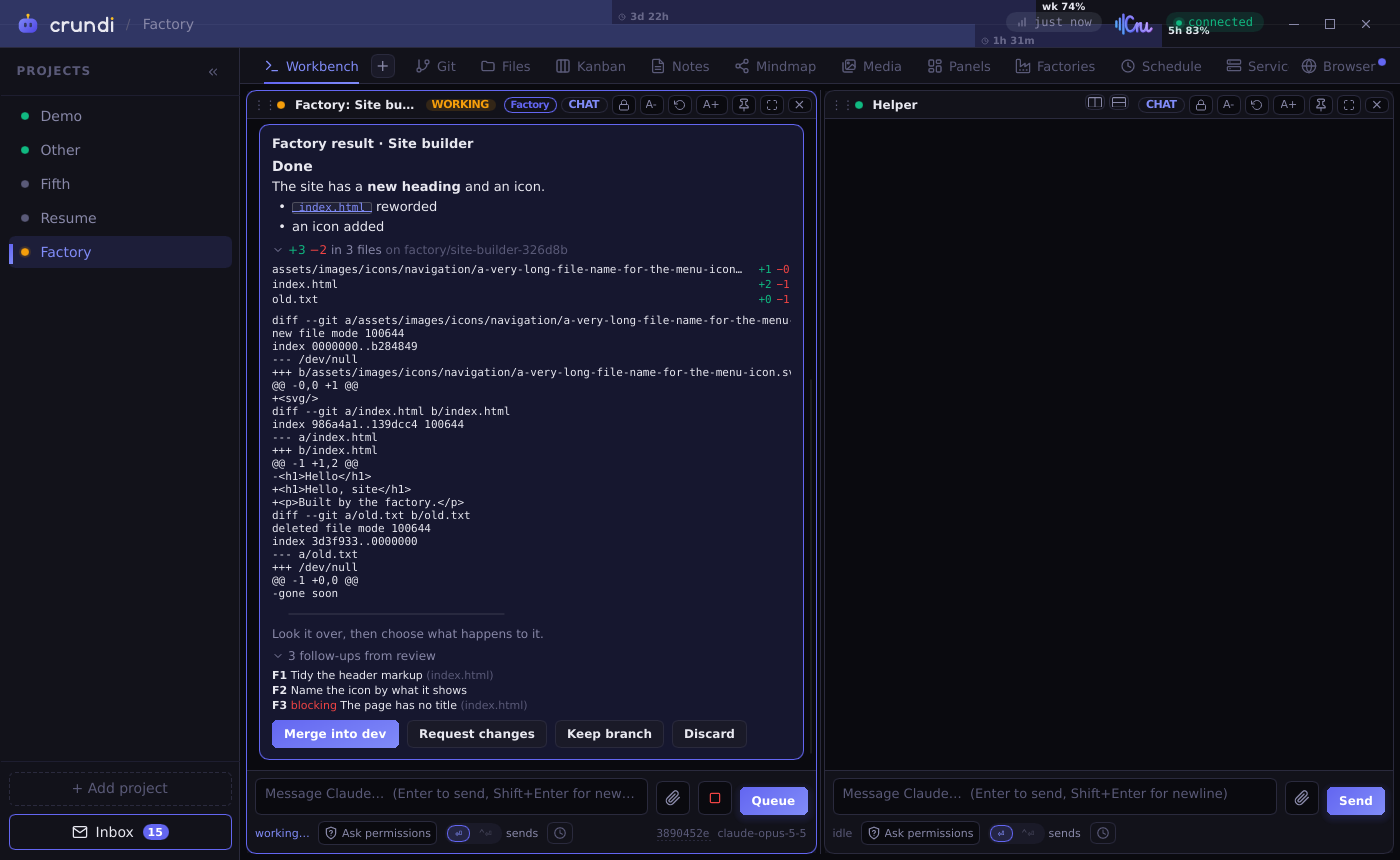 crundi / Factory
3d 22h
wk 74%
just now
Cru
connected
1h 31m
5h 83%
PROJECTS «
Demo
Other
Fifth
Resume
Factory
+ Add project
Inbox 15
Workbench + Git Files Kanban Notes Mindmap Media Panels Factories Schedule Servic Browser
Factory: Site bu… WORKING Factory CHAT A- A+
Factory result · Site builder
Done
The site has a new heading and an icon.
• index.html reworded
• an icon added
+3 −2 in 3 files on factory/site-builder-326d8b
assets/images/icons/navigation/a-very-long-file-name-for-the-menu-icon… +1 −0
index.html +2 −1
old.txt +0 −1
diff --git a/assets/images/icons/navigation/a-very-long-file-name-for-the-menu-
new file mode 100644
index 0000000..b284849
--- /dev/null
+++ b/assets/images/icons/navigation/a-very-long-file-name-for-the-menu-icon.sv
@@ -0,0 +1 @@
+<svg/>
diff --git a/index.html b/index.html
index 986a4a1..139dcc4 100644
--- a/index.html
+++ b/index.html
@@ -1 +1,2 @@
-<h1>Hello</h1>
+<h1>Hello, site</h1>
+<p>Built by the factory.</p>
diff --git a/old.txt b/old.txt
deleted file mode 100644
index 3d3f933..0000000
--- a/old.txt
+++ /dev/null
@@ -1 +0,0 @@
-gone soon
Look it over, then choose what happens to it.
3 follow-ups from review
F1 Tidy the header markup (index.html)
F2 Name the icon by what it shows
F3 blocking The page has no title (index.html)
Merge into dev Request changes Keep branch Discard
Message Claude… (Enter to send, Shift+Enter for new…
Queue
working… Ask permissions sends 3890452e claude-opus-5-5
Helper CHAT A- A+
Message Claude… (Enter to send, Shift+Enter for newline)
Send
idle Ask permissions sends